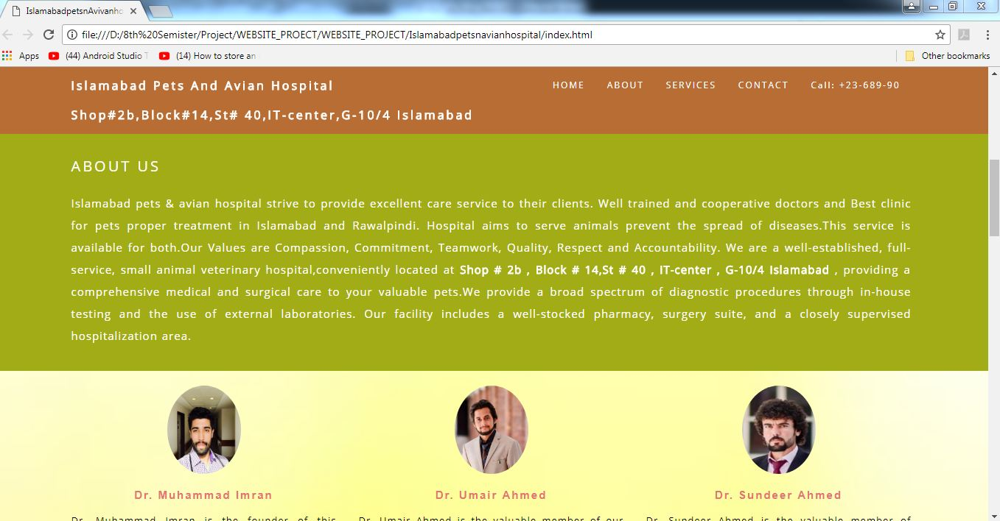 IslamabadpetsnAvivanho
file:///D:/8th%20Semister/Project/WEBSITE_PROECT/WEBSITE_PROJECT/Islamabadpetsnavianhospital/index.html
Apps (44) Android Studio T (14) How to store an Other bookmarks
Islamabad Pets And Avian Hospital HOME ABOUT SERVICES CONTACT Call: +23-689-90
Shop#2b,Block#14,St# 40,IT-center,G-10/4 Islamabad
ABOUT US
Islamabad pets & avian hospital strive to provide excellent care service to their clients. Well trained and cooperative doctors and Best clinic
for pets proper treatment in Islamabad and Rawalpindi. Hospital aims to serve animals prevent the spread of diseases.This service is
available for both.Our Values are Compassion, Commitment, Teamwork, Quality, Respect and Accountability. We are a well-established, full-
service, small animal veterinary hospital,conveniently located at Shop # 2b , Block # 14,St # 40 , IT-center , G-10/4 Islamabad , providing a
comprehensive medical and surgical care to your valuable pets.We provide a broad spectrum of diagnostic procedures through in-house
testing and the use of external laboratories. Our facility includes a well-stocked pharmacy, surgery suite, and a closely supervised
hospitalization area.
Dr. Muhammad Imran
Dr. Umair Ahmed
Dr. Sundeer Ahmed
Dr. Muhammad Imran is the founder of this
Dr. Umair Ahmed is the valuable member of our
Dr. Sundeer Ahmed is the valuable member of